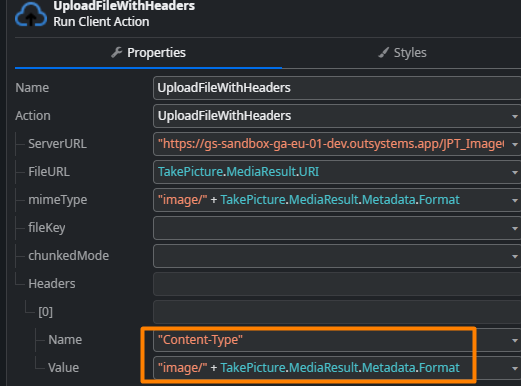 UploadFileWithHeaders
Run Client Action
Properties
Styles
Name UploadFileWithHeaders
Action UploadFileWithHeaders
ServerURL "https://gs-sandbox-ga-eu-01-dev.outsystems.app/JPT_Image
FileURL TakePicture.MediaResult.URI
mimeType "image/" + TakePicture.MediaResult.Metadata.Format
fileKey
chunkedMode
Headers
[0]
Name "Content-Type"
Value "image/" + TakePicture.MediaResult.Metadata.Format